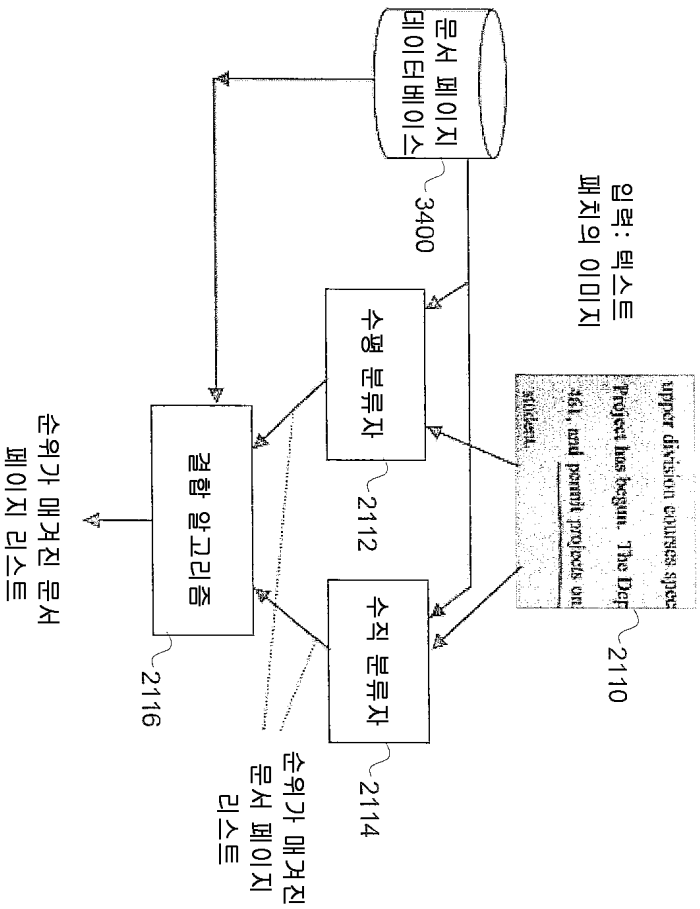 입력: 텍스트
패치의 이미지
upper division courses spec
Project has begun. The Dep
461, and permit projects on
student.
2110
문서 페이지
데이터베이스
3400
수평 분류자
2112
수직 분류자
2114
순위가 매겨진
문서 페이지
리스트
결합 알고리즘
2116
순위가 매겨진 문서
페이지 리스트